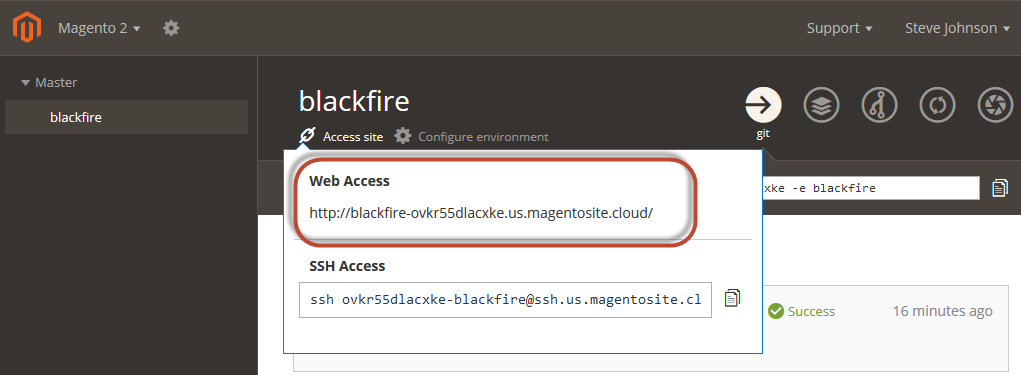 Magento 2
Support
Steve Johnson
Master
blackfire
blackfire
Access site
Configure environment
git
Web Access
http://blackfire-ovkr55dlacxke.us.magentosite.cloud/
xke -e blackfire
SSH Access
ssh ovkr55dlacxke-blackfire@ssh.us.magentosite.cl
Success
16 minutes ago